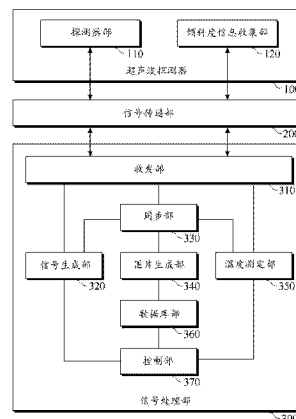 探测器部
110
倾斜度信息收集部
120
超声波探测器
100
信号传递部
200
收发部
310
同步部
330
信号生成部
320
图片生成部
340
温度测定部
350
数据库部
360
控制部
370
信号处理部
300